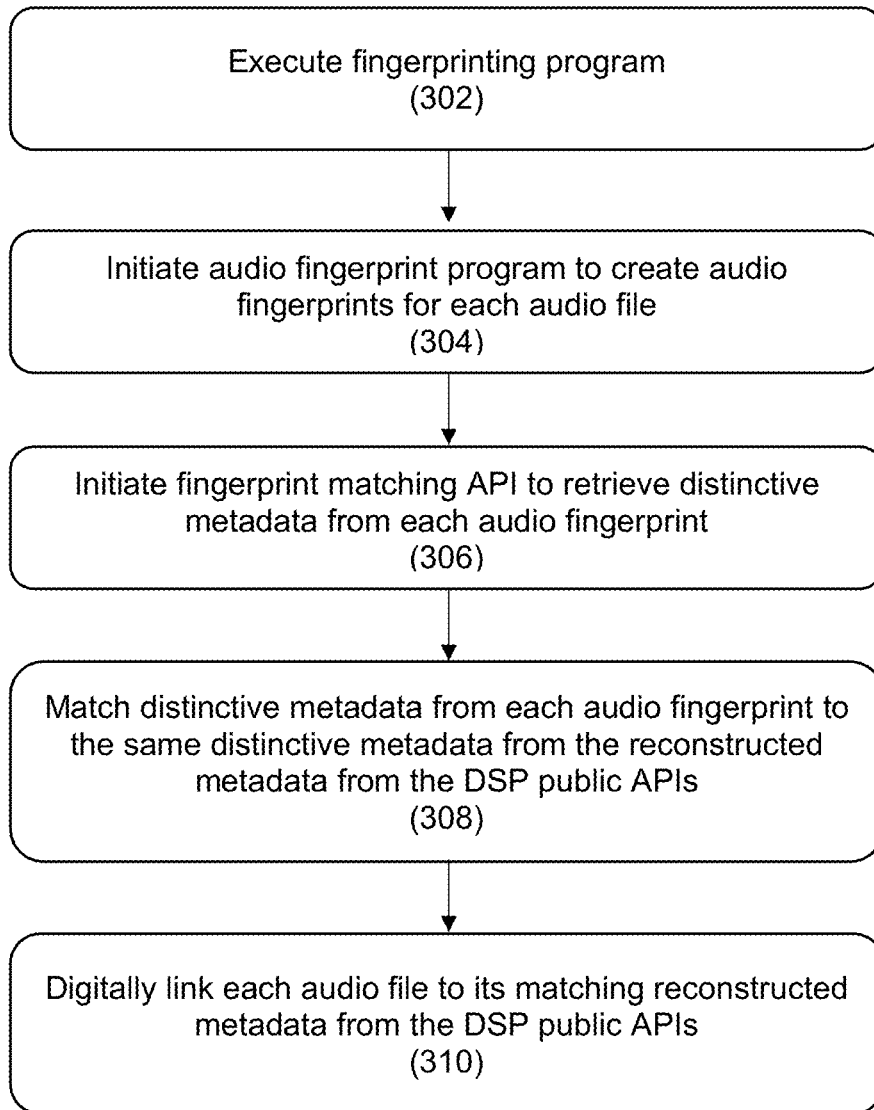 Execute fingerprinting program
(302)
Initiate audio fingerprint program to create audio
fingerprints for each audio file
(304)
Initiate fingerprint matching API to retrieve distinctive
metadata from each audio fingerprint
(306)
Match distinctive metadata from each audio fingerprint to
the same distinctive metadata from the reconstructed
metadata from the DSP public APIs
(308)
Digitally link each audio file to its matching reconstructed
metadata from the DSP public APIs
(310)